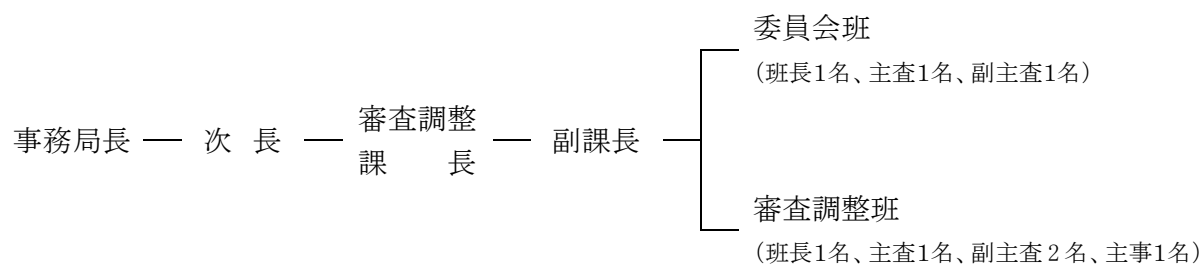 委員会班
(班長1名、主査1名、副主査1名)
事務局長
次 長
審査調整
課 長
副課長
審査調整班
(班長1名、主査1名、副主査2名、主事1名)